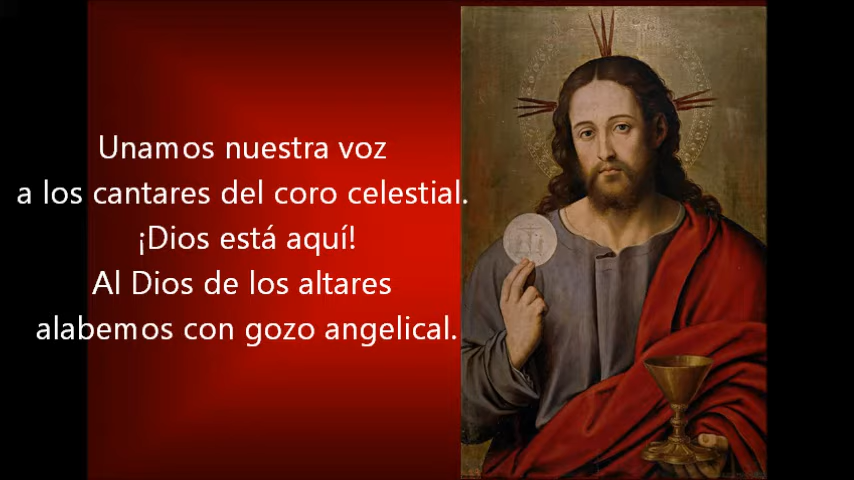 Unamos nuestra voz
a los cantares del coro celestial.
¡Dios está aquí!
Al Dios de los altares
alabemos con gozo angelical.